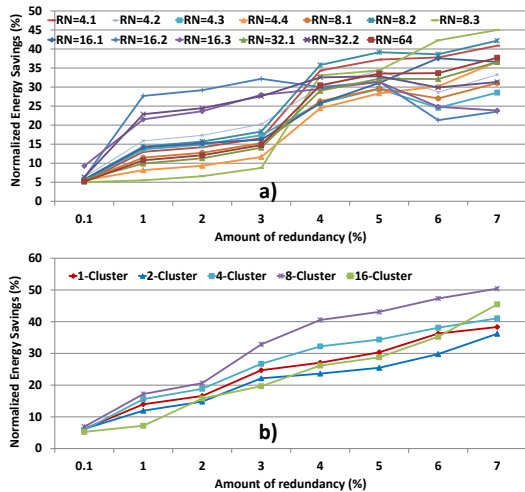 50
RN=4.1 RN=4.2 RN=4.3 RN=4.4 RN=8.1 RN=8.2 RN=8.3
45
RN=16.1 RN=16.2 RN=16.3 RN=32.1 RN=32.2 RN=64
40
35
30
25
20
15
10
5
0
Normalized Energy Savings (%)
a)
0.1 1 2 3 4 5 6 7
Amount of redundancy (%)
60
1-Cluster 2-Cluster 4-Cluster 8-Cluster 16-Cluster
50
40
30
20
10
0
Normalized Energy Savings (%)
b)
0.1 1 2 3 4 5 6 7
Amount of redundancy (%)